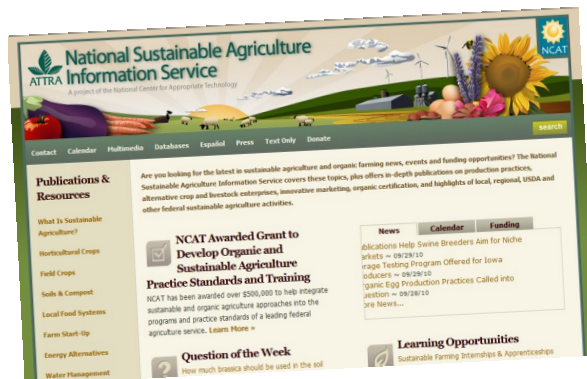 National Sustainable Agriculture
Information Service
ATTRA
A project of the National Center for Appropriate Technology
NCAT
search
Contact Calendar Multimedia Databases Español Press Text Only Donate
Publications &
Resources
What Is Sustainable
Agriculture?
Horticultural Crops
Field Crops
Soils & Compost
Local Food Systems
Farm Start-Up
Energy Alternatives
Water Management
Are you looking for the latest in sustainable agriculture and organic farming news, events and funding opportunities? The National
Sustainable Agriculture Information Service covers these topics, plus offers in-depth publications on production practices,
alternative crop and livestock enterprises, innovative marketing, organic certification, and highlights of local, regional, USDA and
other federal sustainable agriculture activities.
NCAT Awarded Grant to
Develop Organic and
Sustainable Agriculture
Practice Standards and Training
NCAT has been awarded over $500,000 to help integrate
sustainable and organic agriculture approaches into the
programs and practice standards of a leading federal
agriculture service. Learn More »
?
Question of the Week
How much brassica should be used in the soil
News Calendar Funding
blications Help Swine Breeders Aim for Niche
arkets ~ 09/29/10
rage Testing Program Offered for Iowa
oducers ~ 09/29/10
rganic Egg Production Practices Called into
uestion ~ 09/28/10
ore News...
Learning Opportunities
Sustainable Farming Internships & Apprenticeships